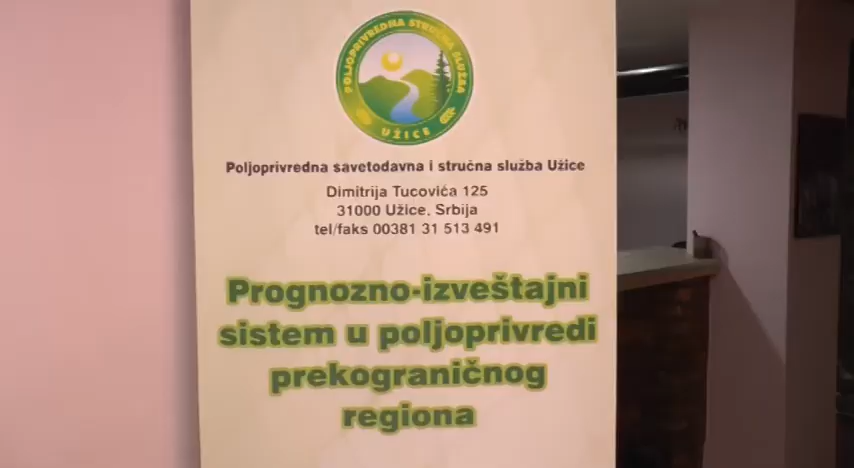 POLJOPRIVREDNA STRUČNA SLUŽBA
UŽICE
Poljoprivredna savetodavna i stručna služba Užice
Dimitrija Tucovića 125
31000 Užice, Srbija
tel/faks 00381 31 513 491
Prognozno-izveštajni
sistem u poljoprivredi
prekograničnog
regiona